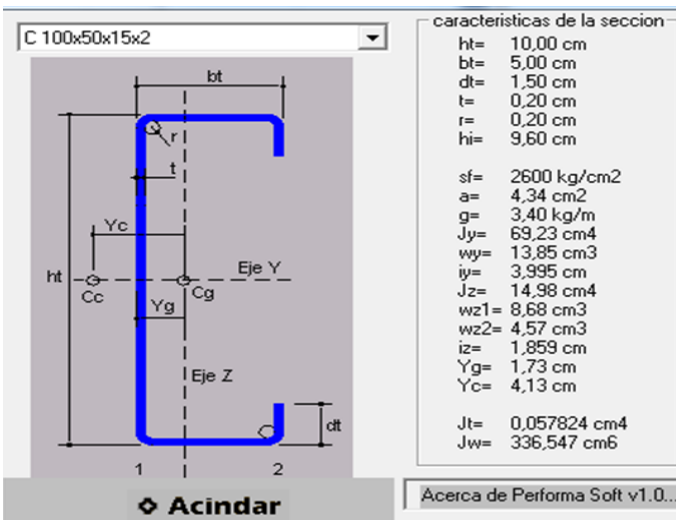 C 100x50x15x2
bt
r
t
Yc
ht
Eje Y
Cc
Cg
Yg
Eje Z
dt
1
2
Acindar
caracteristicas de la seccion
ht= 10,00 cm
bt= 5,00 cm
dt= 1,50 cm
t= 0,20 cm
r= 0,20 cm
hi= 9,60 cm
sf= 2600 kg/cm2
a= 4,34 cm2
g= 3,40 kg/m
Jy= 69,23 cm4
wy= 13,85 cm3
iy= 3,995 cm
Jz= 14,98 cm4
wz1= 8,68 cm3
wz2= 4,57 cm3
iz= 1,859 cm
Yg= 1,73 cm
Yc= 4,13 cm
Jt= 0,057824 cm4
Jw= 336,547 cm6
Acerca de Performa Soft v1.0...